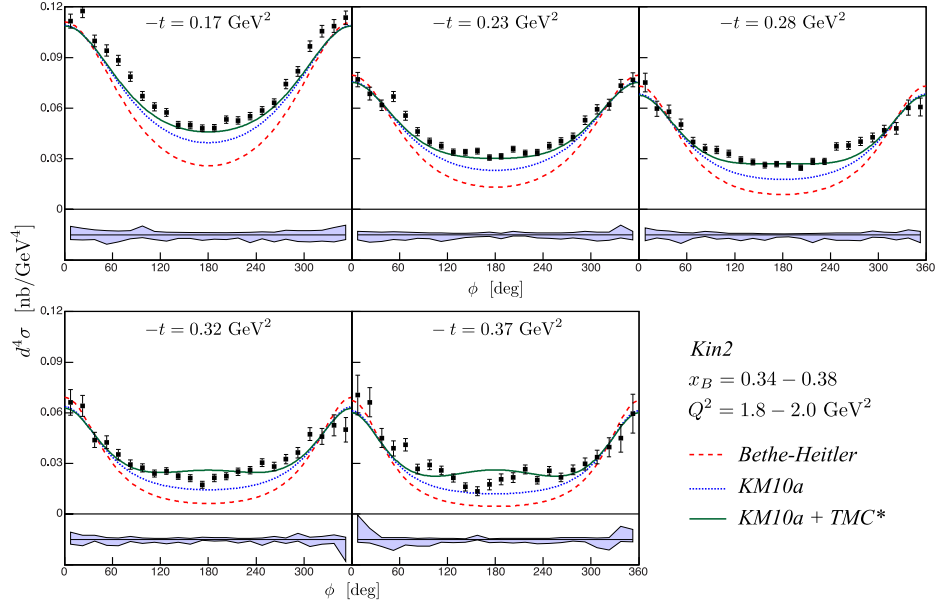 −t = 0.17 GeV²
−t = 0.23 GeV²
−t = 0.28 GeV²
0.12
0.09
0.06
0.03
0
0 60 120 180 240 300 0 60 120 180 240 300 0 60 120 180 240 300 360
ϕ [deg]
d⁴σ [nb/GeV⁴]
−t = 0.32 GeV²
− t = 0.37 GeV²
0.12
0.09
0.06
0.03
0
0 60 120 180 240 300 0 60 120 180 240 300 360
ϕ [deg]
Kin2
x_B = 0.34 − 0.38
Q² = 1.8 − 2.0 GeV²
Bethe-Heitler
KM10a
KM10a + TMC*